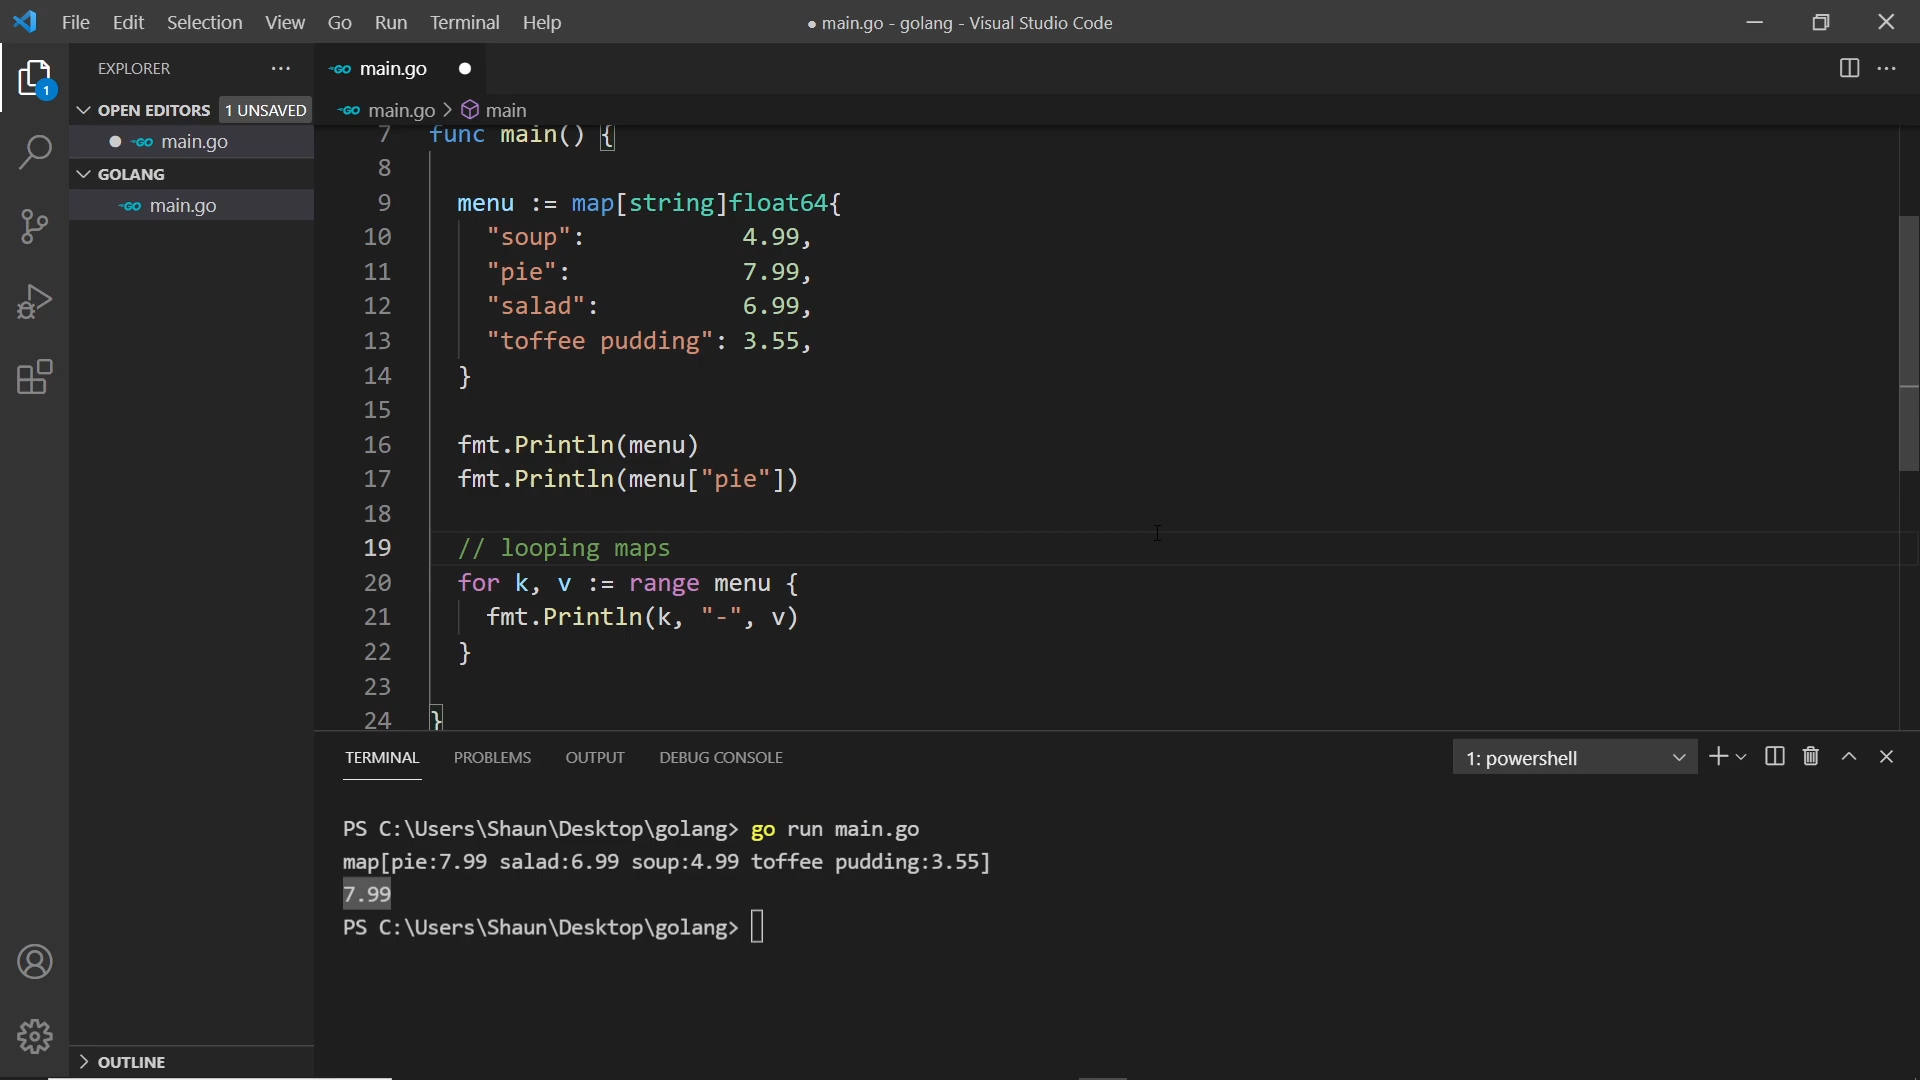 File Edit Selection View Go Run Terminal Help
● main.go - golang - Visual Studio Code
1
EXPLORER ···
OPEN EDITORS 1 UNSAVED
GO main.go
GOLANG
GO main.go
OUTLINE
GO main.go
GO main.go > main
7 func main() {
8
9 menu := map[string]float64{
10 "soup": 4.99,
11 "pie": 7.99,
12 "salad": 6.99,
13 "toffee pudding": 3.55,
14 }
15
16 fmt.Println(menu)
17 fmt.Println(menu["pie"])
18
19 // looping maps
20 for k, v := range menu {
21 fmt.Println(k, "-", v)
22 }
23
24 }
TERMINAL PROBLEMS OUTPUT DEBUG CONSOLE 1: powershell
PS C:\Users\Shaun\Desktop\golang> go run main.go
map[pie:7.99 salad:6.99 soup:4.99 toffee pudding:3.55]
7.99
PS C:\Users\Shaun\Desktop\golang>